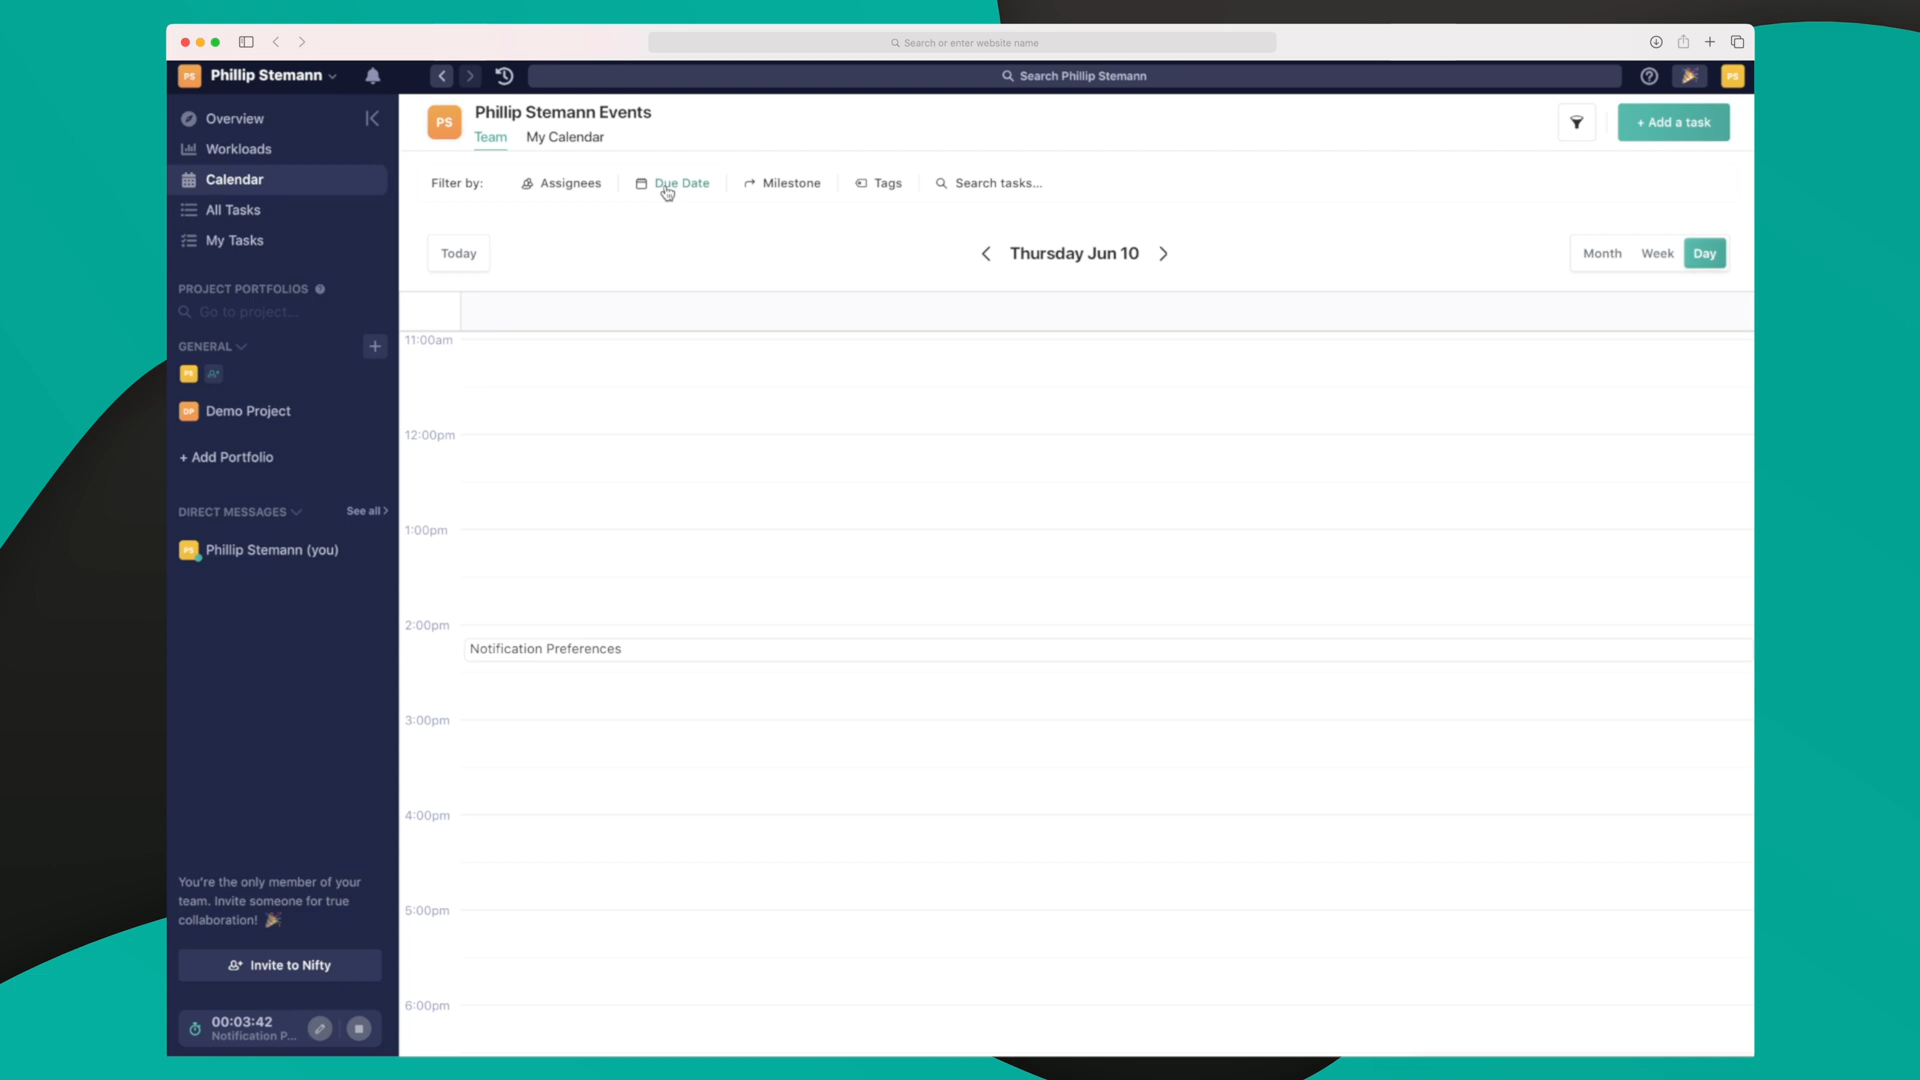 Search or enter website name
PS Phillip Stemann
Search Phillip Stemann
PS
Overview
Workloads
Calendar
All Tasks
My Tasks
PROJECT PORTFOLIOS
Go to project...
GENERAL
PS
DP Demo Project
+ Add Portfolio
DIRECT MESSAGES See all
PS Phillip Stemann (you)
You're the only member of your
team. Invite someone for true
collaboration!
Invite to Nifty
00:03:42
Notification P...
PS
Phillip Stemann Events
Team My Calendar
+ Add a task
Filter by: Assignees Due Date Milestone Tags Search tasks...
Today
Thursday Jun 10
Month Week Day
11:00am
12:00pm
1:00pm
2:00pm
Notification Preferences
3:00pm
4:00pm
5:00pm
6:00pm